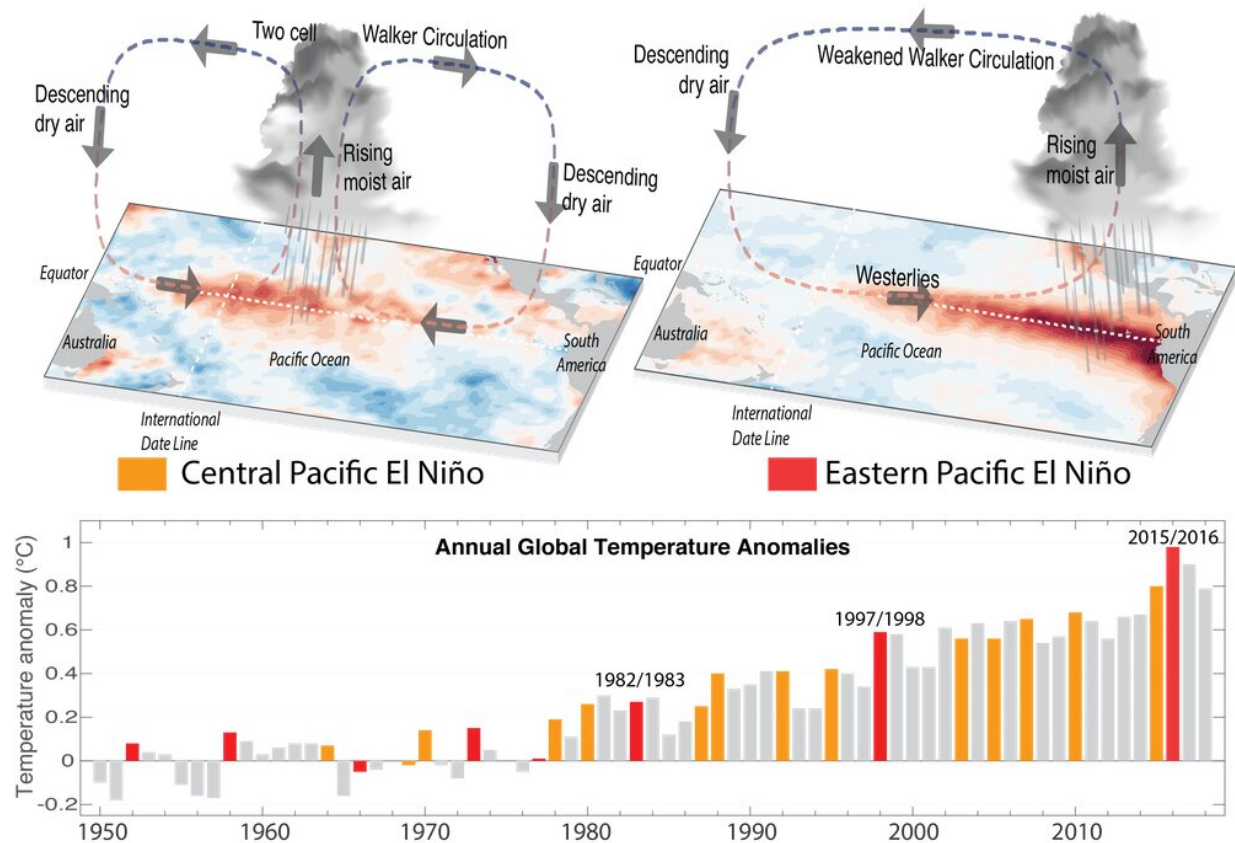 Two cell
Walker Circulation
Descending
dry air
Rising
moist air
Descending
dry air
Equator
Australia
Pacific Ocean
South
America
International
Date Line
Central Pacific El Niño
Descending
dry air
Weakened Walker Circulation
Rising
moist air
Equator
Westerlies
Australia
Pacific Ocean
South
America
International
Date Line
Eastern Pacific El Niño
Annual Global Temperature Anomalies
Temperature anomaly (°C)
1
0.8
0.6
0.4
0.2
0
-0.2
1982/1983
1997/1998
2015/2016
1950
1960
1970
1980
1990
2000
2010